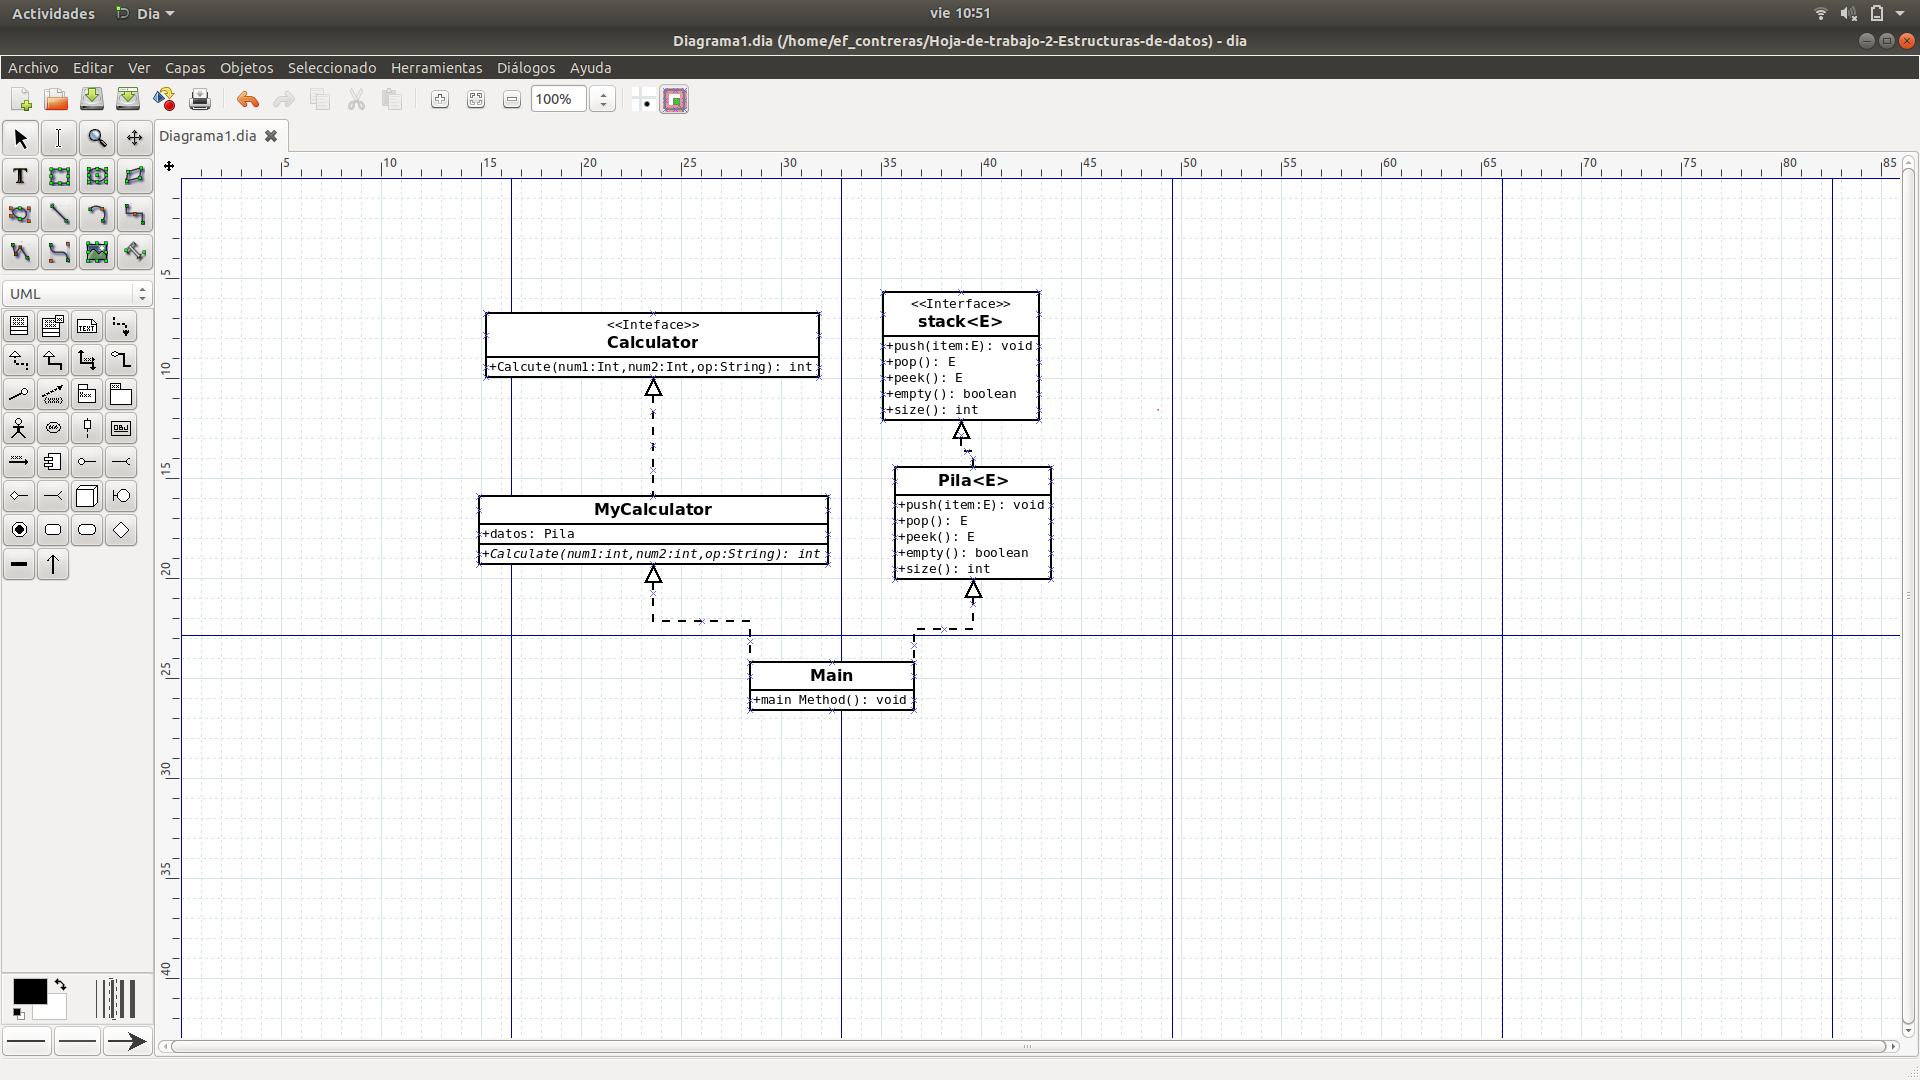 Actividades
Dia
vie 10:51
Diagrama1.dia (/home/ef_contreras/Hoja-de-trabajo-2-Estructuras-de-datos) - dia
Archivo Editar Ver Capas Objetos Seleccionado Herramientas Diálogos Ayuda
100%
Diagrama1.dia
5 10 15 20 25 30 35 40 45 50 55 60 65 70 75 80 85
5
10
15
20
25
30
35
40
T
UML
TEXT
OBJ
<<Inteface>>
Calculator
+Calcute(num1:Int,num2:Int,op:String): int
<<Interface>>
stack<E>
+push(item:E): void
+pop(): E
+peek(): E
+empty(): boolean
+size(): int
MyCalculator
+datos: Pila
+Calculate(num1:int,num2:int,op:String): int
Pila<E>
+push(item:E): void
+pop(): E
+peek(): E
+empty(): boolean
+size(): int
Main
+main Method(): void